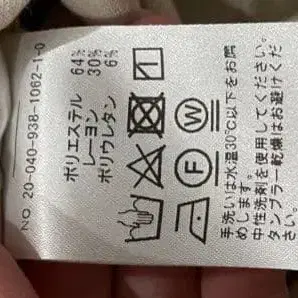 NO. 20-040-938-1062-1-0
ポリエステル 64%
レーヨン 30%
ポリウレタン 6%
1
W
F
手洗いは水温30℃以下をお
めします。
中性洗剤を使用してください。
タンブラー乾燥はお避けくだ